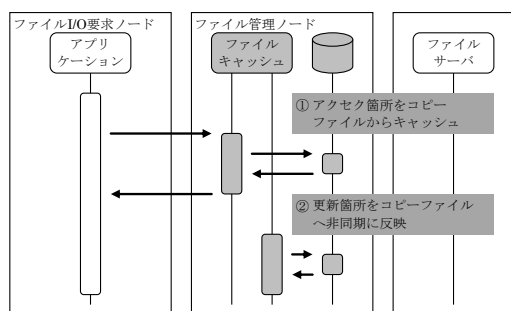 ファイルI/O要求ノード
ファイル管理ノード
アプリ
ケーション
ファイル
キャッシュ
ファイル
サーバ
① アクセク箇所をコピー
ファイルからキャッシュ
② 更新箇所をコピーファイル
へ非同期に反映